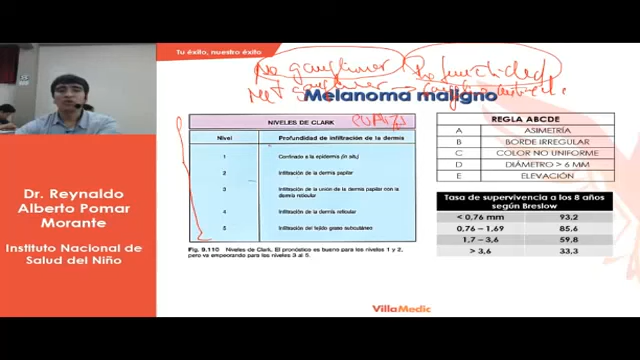 Tu éxito, nuestro éxito
No ganglionar Profundidad
Melanoma maligno
NIVELES DE CLARK
Nivel Profundidad de infiltración de la dermis
1 Confinado a la epidermis (in situ)
2 Infiltración de la dermis papilar
3 Infiltración de la unión de la dermis papilar con la dermis reticular
4 Infiltración de la dermis reticular
5 Infiltración del tejido graso subcutáneo
Fig. 9.110 Niveles de Clark. El pronóstico es bueno para los niveles 1 y 2,
pero va empeorando para los niveles 3 al 5.
REGLA ABCDE
A ASIMETRÍA
B BORDE IRREGULAR
C COLOR NO UNIFORME
D DIÁMETRO > 6 MM
E ELEVACIÓN
Tasa de supervivencia a los 8 años
según Breslow
< 0,76 mm 93,2
0,76 – 1,69 85,6
1,7 – 3,6 59,8
> 3,6 33,3
Dr. Reynaldo
Alberto Pomar
Morante
Instituto Nacional de
Salud del Niño
VillaMedic